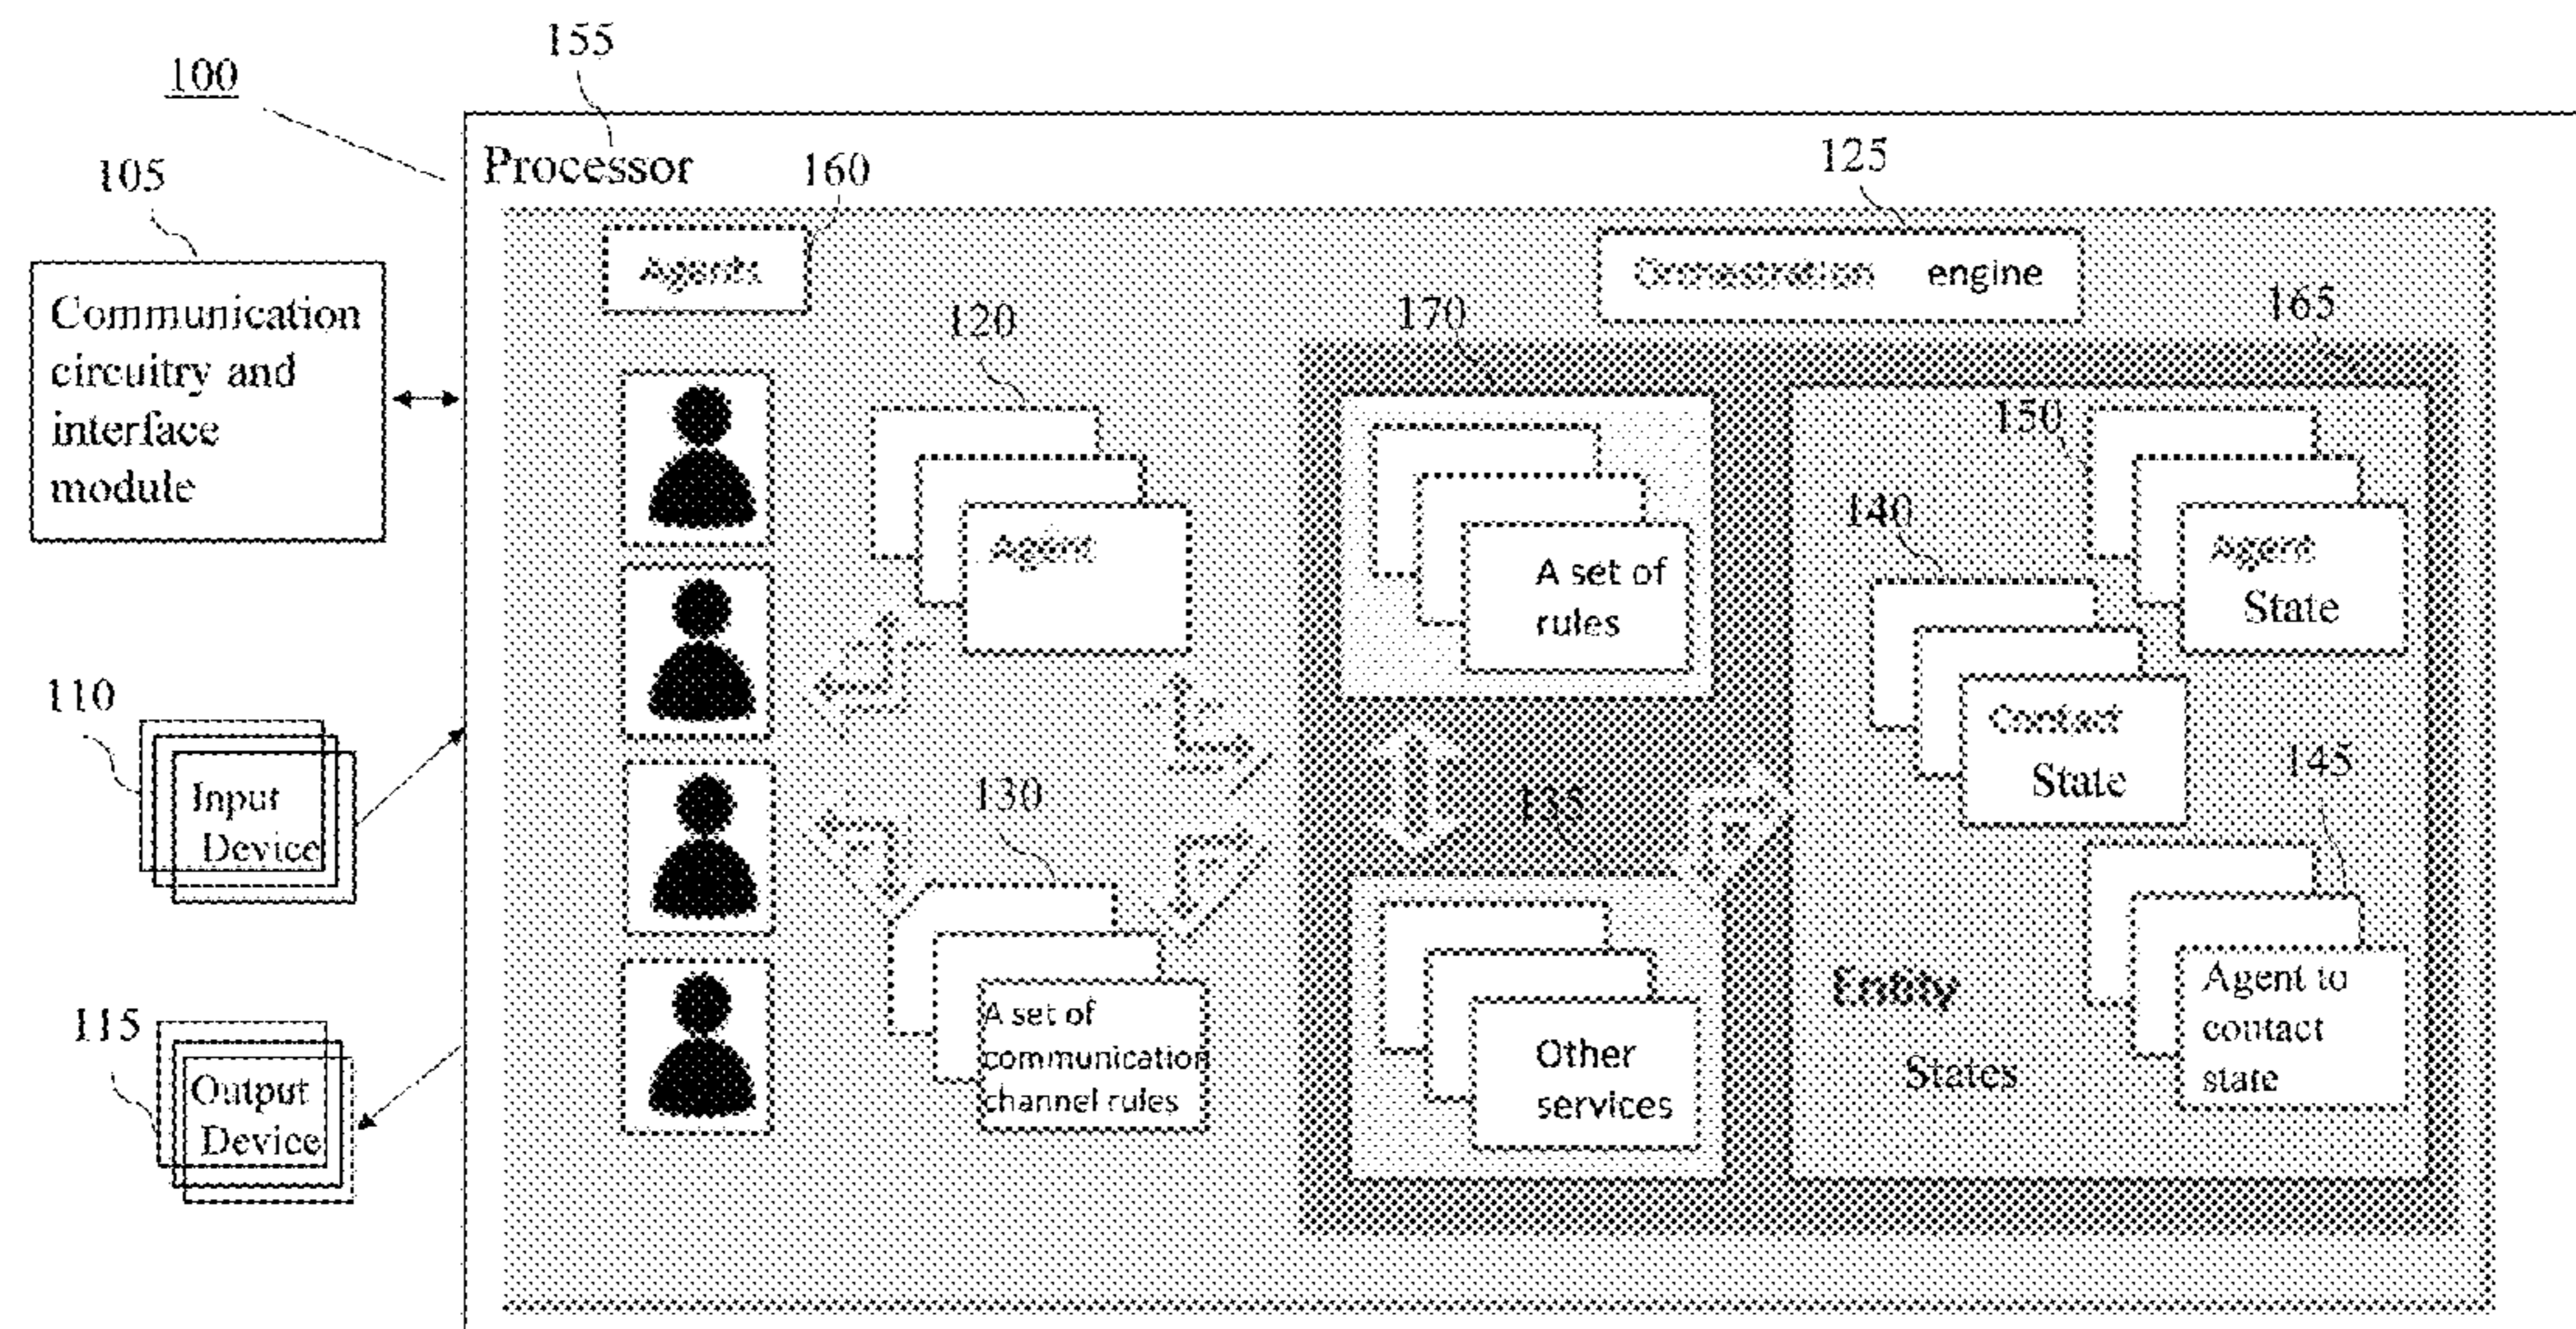 155
100
Processor
160
125
105
Agents
Orchestration engine
Communication
circuitry and
interface
module
120
170
165
150
Agent
A set of
rules
140
Agent
State
110
Contact
State
Input
Device
130
135
145
115
Output
Device
A set of
communication
channel rules
Other
services
Entity
States
Agent to
contact
state